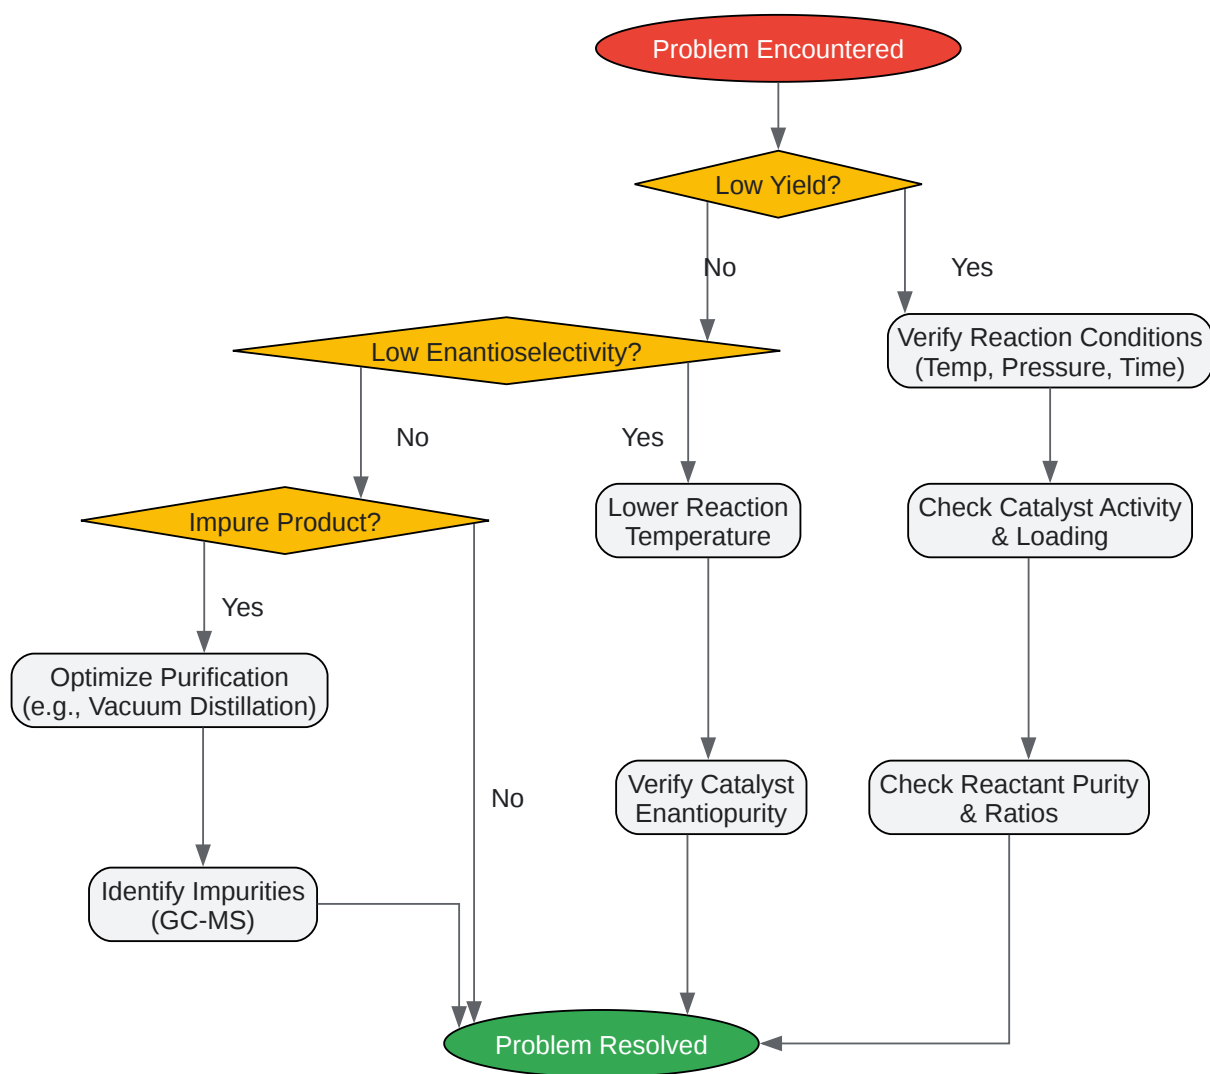 Problem Encountered
Low Yield?
No
Yes
Low Enantioselectivity?
Verify Reaction Conditions
(Temp, Pressure, Time)
No
Yes
Impure Product?
Lower Reaction
Temperature
Check Catalyst Activity
& Loading
Yes
Optimize Purification
(e.g., Vacuum Distillation)
No
Verify Catalyst
Enantiopurity
Check Reactant Purity
& Ratios
Identify Impurities
(GC-MS)
Problem Resolved